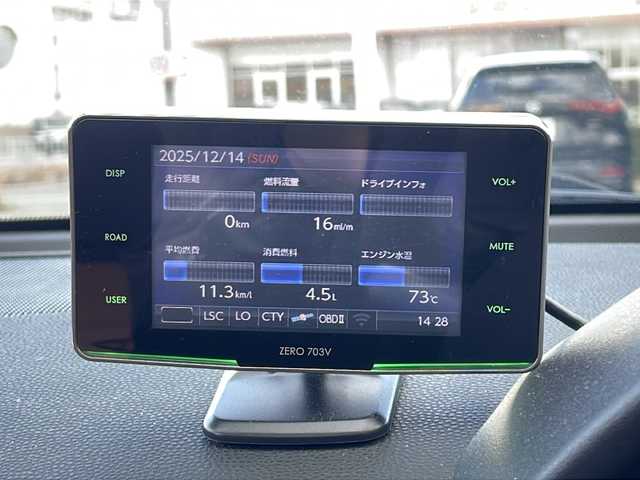 2025/12/14 (SUN)
DISP
走行距離 燃料流量 ドライブインフォ
VOL+
0km 16ml/m
ROAD
MUTE
平均燃費 消費燃料 エンジン水温
USER
11.3km/l 4.5L 73℃
VOL-
LSC LO CTY OBDⅡ 14 28
ZERO 703V